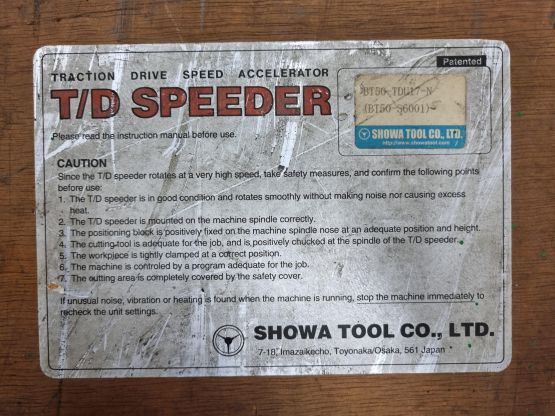 Patented
TRACTION DRIVE SPEED ACCELERATOR
T/D SPEEDER
Please read the instruction manual before use.
BT50-TDU17-N
(BT50-S6001)-
SHOWA TOOL CO., LTD.
http://www.showatool.com
CAUTION
Since the T/D speeder rotates at a very high speed, take safety measures, and confirm the following points
before use:
1. The T/D speeder is in good condition and rotates smoothly without making noise nor causing excess
heat.
2. The T/D speeder is mounted on the machine spindle correctly.
3. The positioning block is positively fixed on the machine spindle nose at an adequate position and height.
4. The cutting tool is adequate for the job, and is positively chucked at the spindle of the T/D speeder.
5. The workpiece is tightly clamped at a correct position.
6. The machine is controled by a program adequate for the job.
7. The cutting area is completely covered by the safety cover.
If unusual noise, vibration or heating is found when the machine is running, stop the machine immediately to
recheck the unit settings.
SHOWA TOOL CO., LTD.
7-18, Imazaikecho, Toyonaka/Osaka, 561 Japan